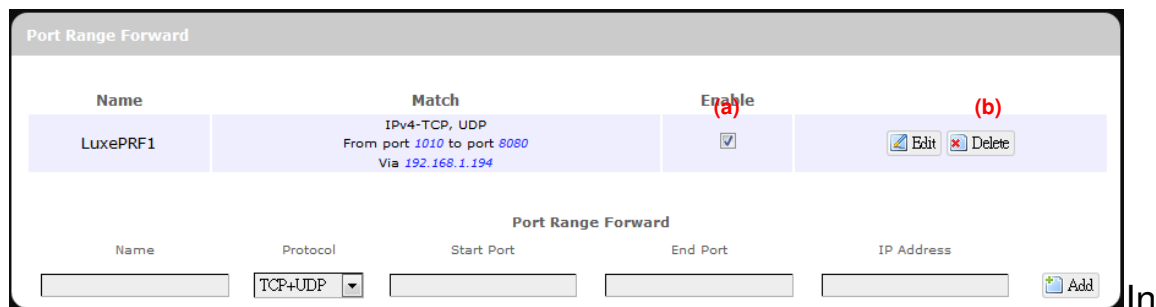 Port Range Forward
Name Match Enable
(a) (b)
IPv4-TCP, UDP
LuxePRF1 From port 1010 to port 8080 Edit Delete
Via 192.168.1.194
Port Range Forward
Name Protocol Start Port End Port IP Address
TCP+UDP Add
In